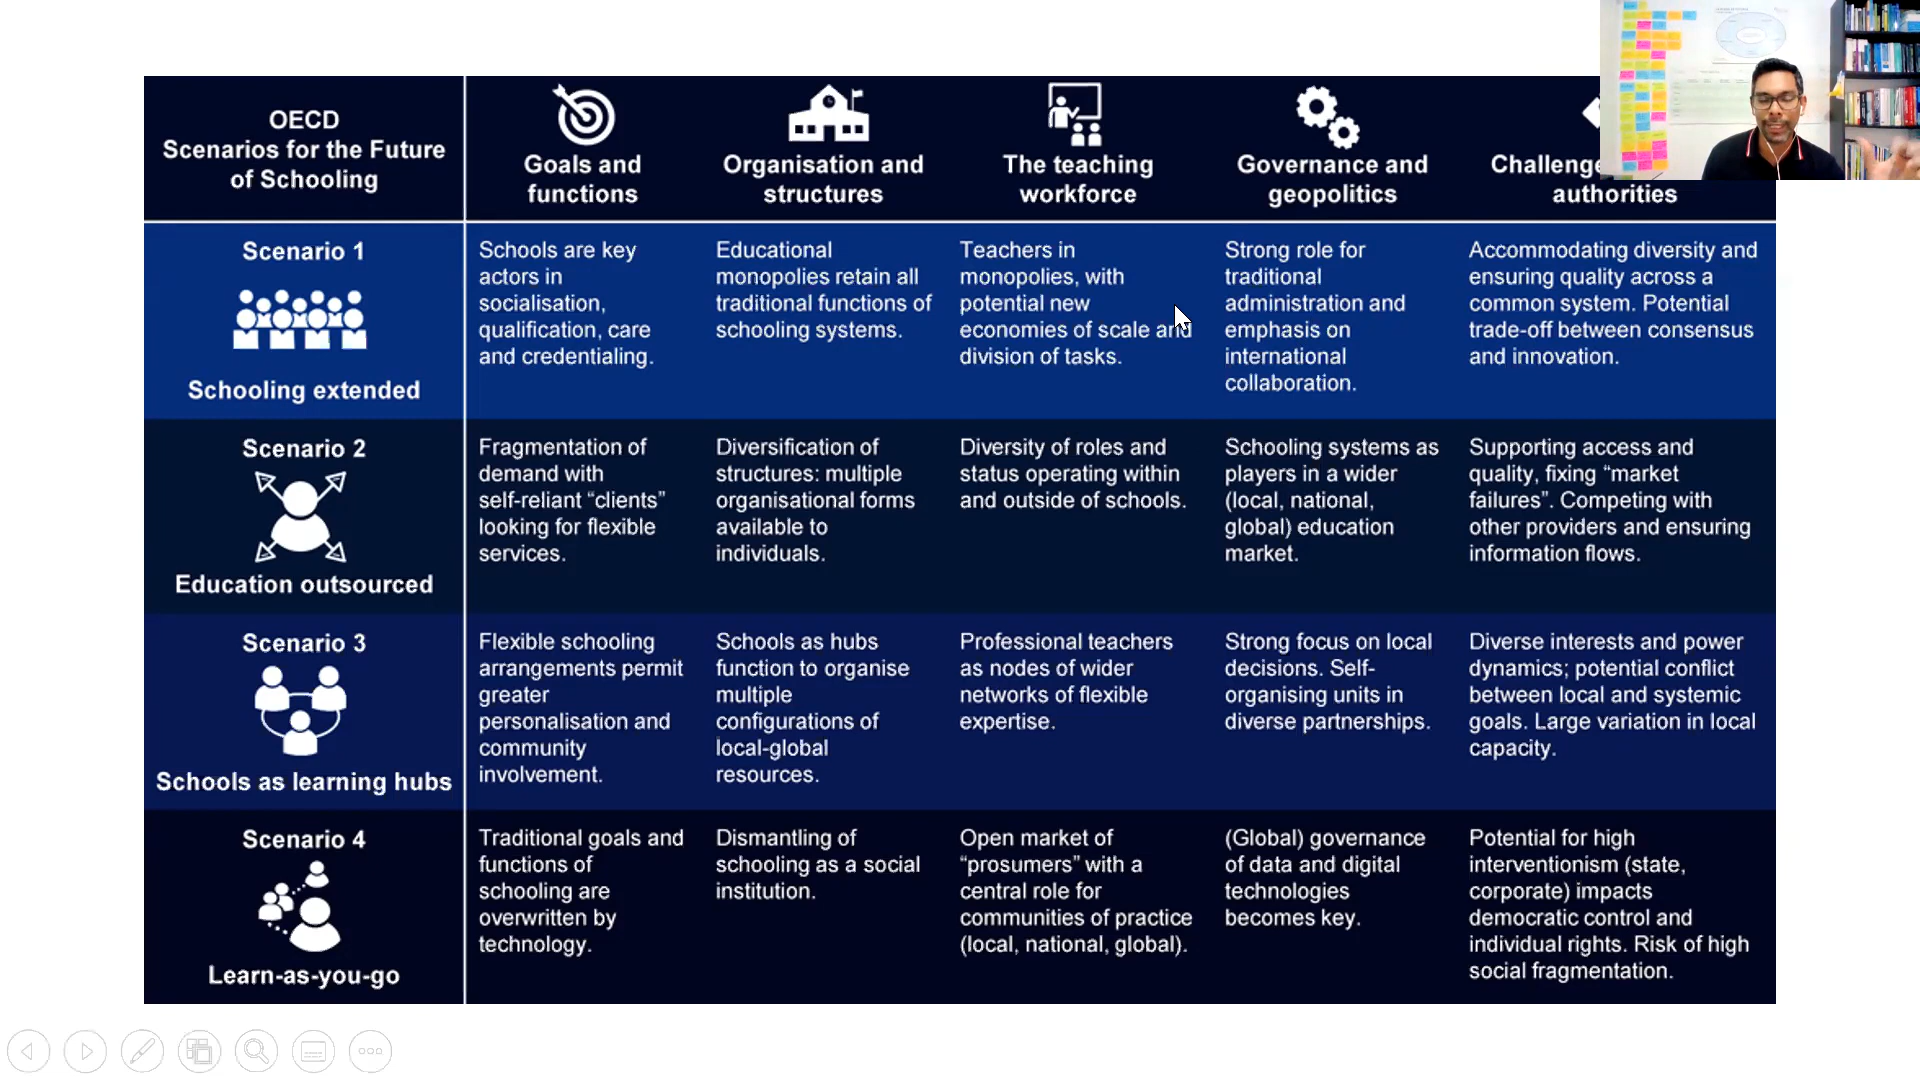 OECD
Scenarios for the Future
of Schooling
Goals and
functions
Organisation and
structures
The teaching
workforce
Governance and
geopolitics
Challenge
authorities
Scenario 1
Schooling extended
Schools are key
actors in
socialisation,
qualification, care
and credentialing.
Educational
monopolies retain all
traditional functions of
schooling systems.
Teachers in
monopolies, with
potential new
economies of scale and
division of tasks.
Strong role for
traditional
administration and
emphasis on
international
collaboration.
Accommodating diversity and
ensuring quality across a
common system. Potential
trade-off between consensus
and innovation.
Scenario 2
Education outsourced
Fragmentation of
demand with
self-reliant “clients”
looking for flexible
services.
Diversification of
structures: multiple
organisational forms
available to
individuals.
Diversity of roles and
status operating within
and outside of schools.
Schooling systems as
players in a wider
(local, national,
global) education
market.
Supporting access and
quality, fixing “market
failures”. Competing with
other providers and ensuring
information flows.
Scenario 3
Schools as learning hubs
Flexible schooling
arrangements permit
greater
personalisation and
community
involvement.
Schools as hubs
function to organise
multiple
configurations of
local-global
resources.
Professional teachers
as nodes of wider
networks of flexible
expertise.
Strong focus on local
decisions. Self-
organising units in
diverse partnerships.
Diverse interests and power
dynamics; potential conflict
between local and systemic
goals. Large variation in local
capacity.
Scenario 4
Learn-as-you-go
Traditional goals and
functions of
schooling are
overwritten by
technology.
Dismantling of
schooling as a social
institution.
Open market of
“prosumers” with a
central role for
communities of practice
(local, national, global).
(Global) governance
of data and digital
technologies
becomes key.
Potential for high
interventionism (state,
corporate) impacts
democratic control and
individual rights. Risk of high
social fragmentation.